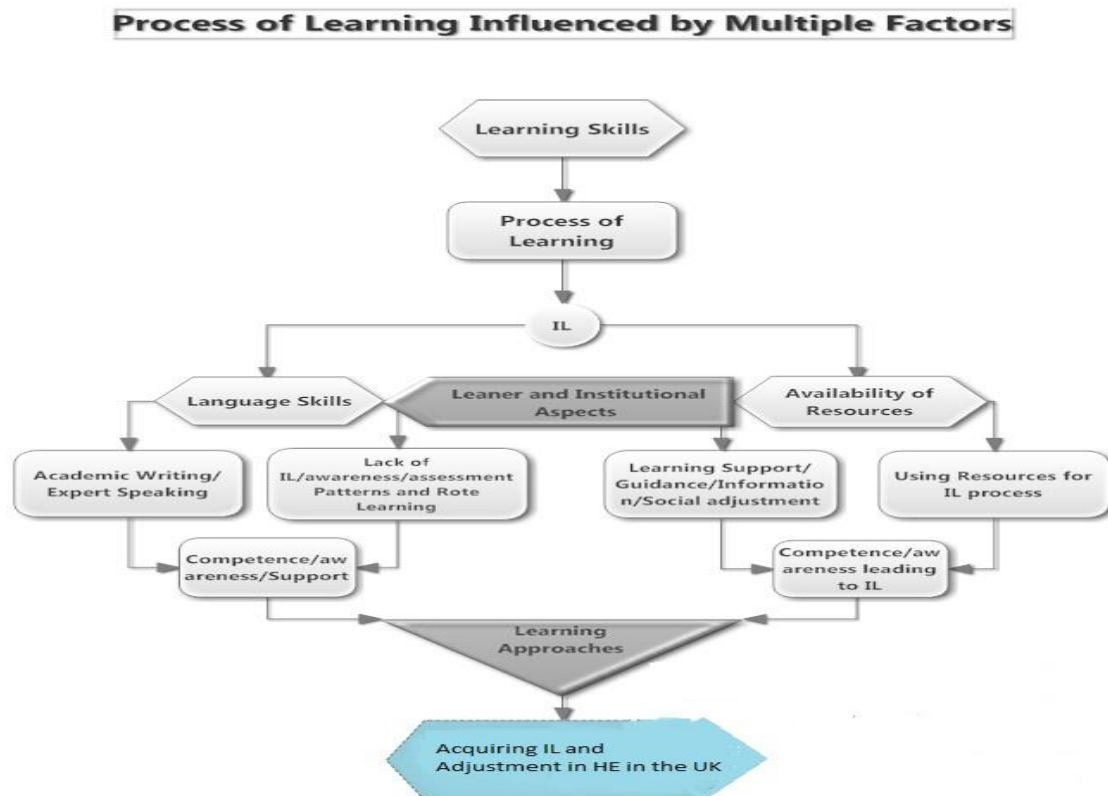 Process of Learning Influenced by Multiple Factors
Learning Skills
Process of
Learning
IL
Language Skills
Leaner and Institutional
Aspects
Availability of
Resources
Academic Writing/
Expert Speaking
Lack of
IL/awareness/assessment
Patterns and Rote
Learning
Learning Support/
Guidance/Informatio
n/Social adjustment
Using Resources for
IL process
Competence/aw
areness/Support
Competence/aw
areness leading
to IL
Learning
Approaches
Acquiring IL and
Adjustment in HE in the UK